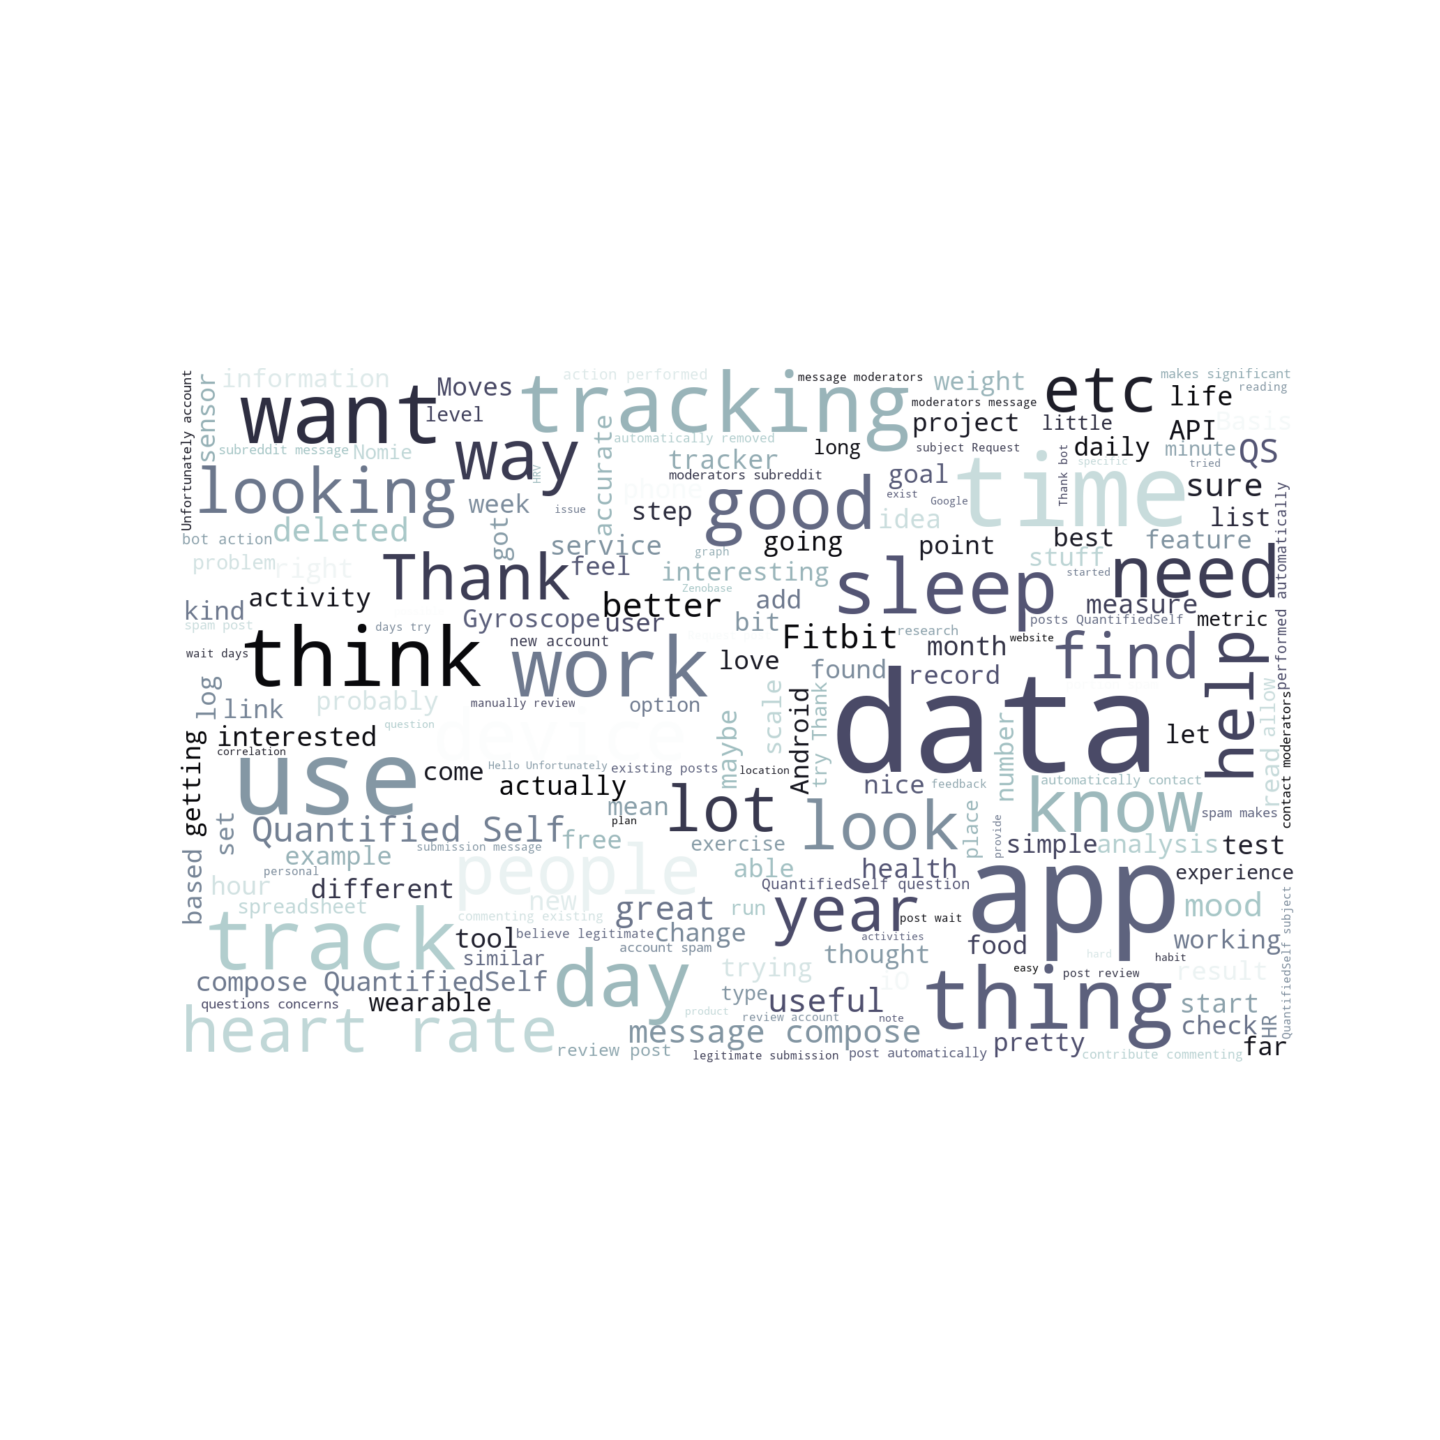 Unfortunately account
sensor
information
want
Moves
level
tracking
action performed
message moderators
weight
moderators message
etc
makes significant
reading
life
Basis
API
project
little
subreddit message
Nomie
way
HRV
accurate
automatically removed
tracker
long
subject Request
daily
minute
QS
tried
specific
Thank bot
looking
week
issue
phone
moderators subreddit
goal
exist
Google
time
sure
list
good
idea
step
bot action
deleted
got
service
graph
going
point
best
feature
stuff
started
problem
right
Thank
feel
interesting
Zenobase
sleep
need
performed automatically
kind
activity
Gyroscope
user
better
add
bit
measure
metric
posts QuantifiedSelf
spam post
days try
new account
Fitbit
research
website
month
wait days
think
work
love
found
record
find
help
log
link
probably
manually review
option
question
device
maybe
scale
Android
try Thank
data
number
let
read allow
contact moderators
interested
correlation
Hello Unfortunately
existing posts
location
come
actually
nice
feedback
automatically contact
based getting
use
mean
plan
lot
look
place
provide
know
spam makes
set
Quantified Self
submission message
free
exercise
simple
analysis
test
example
personal
people
able
health
experience
hour
different
QuantifiedSelf question
app
mood
spreadsheet
new
commenting existing
great
run
year
post wait
track
tool
believe legitimate
change
activities
food
working
similar
account spam
thought
hard
habit
QuantifiedSelf subject
compose QuantifiedSelf
day
trying
iO
easy
post review
result
questions concerns
wearable
type
useful
thing
start
product
review account
note
check
HR
heart rate
message compose
pretty
far
review post
legitimate submission
post automatically
contribute commenting